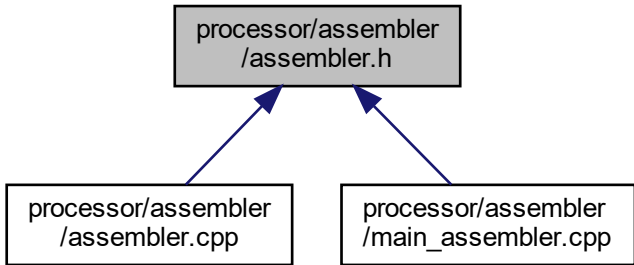 processor/assembler
/assembler.h
processor/assembler
/assembler.cpp
processor/assembler
/main_assembler.cpp